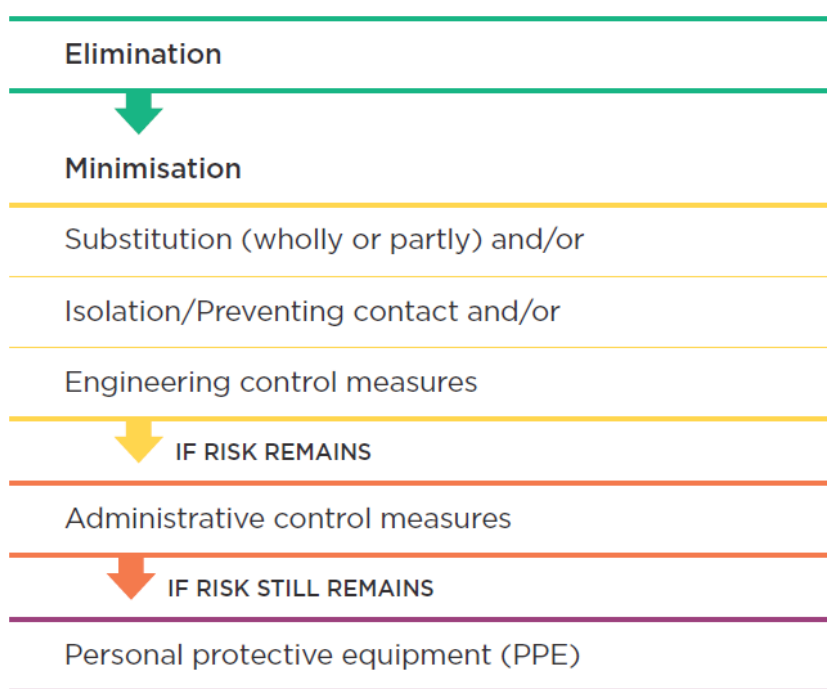 Elimination
Minimisation
Substitution (wholly or partly) and/or
Isolation/Preventing contact and/or
Engineering control measures
IF RISK REMAINS
Administrative control measures
IF RISK STILL REMAINS
Personal protective equipment (PPE)